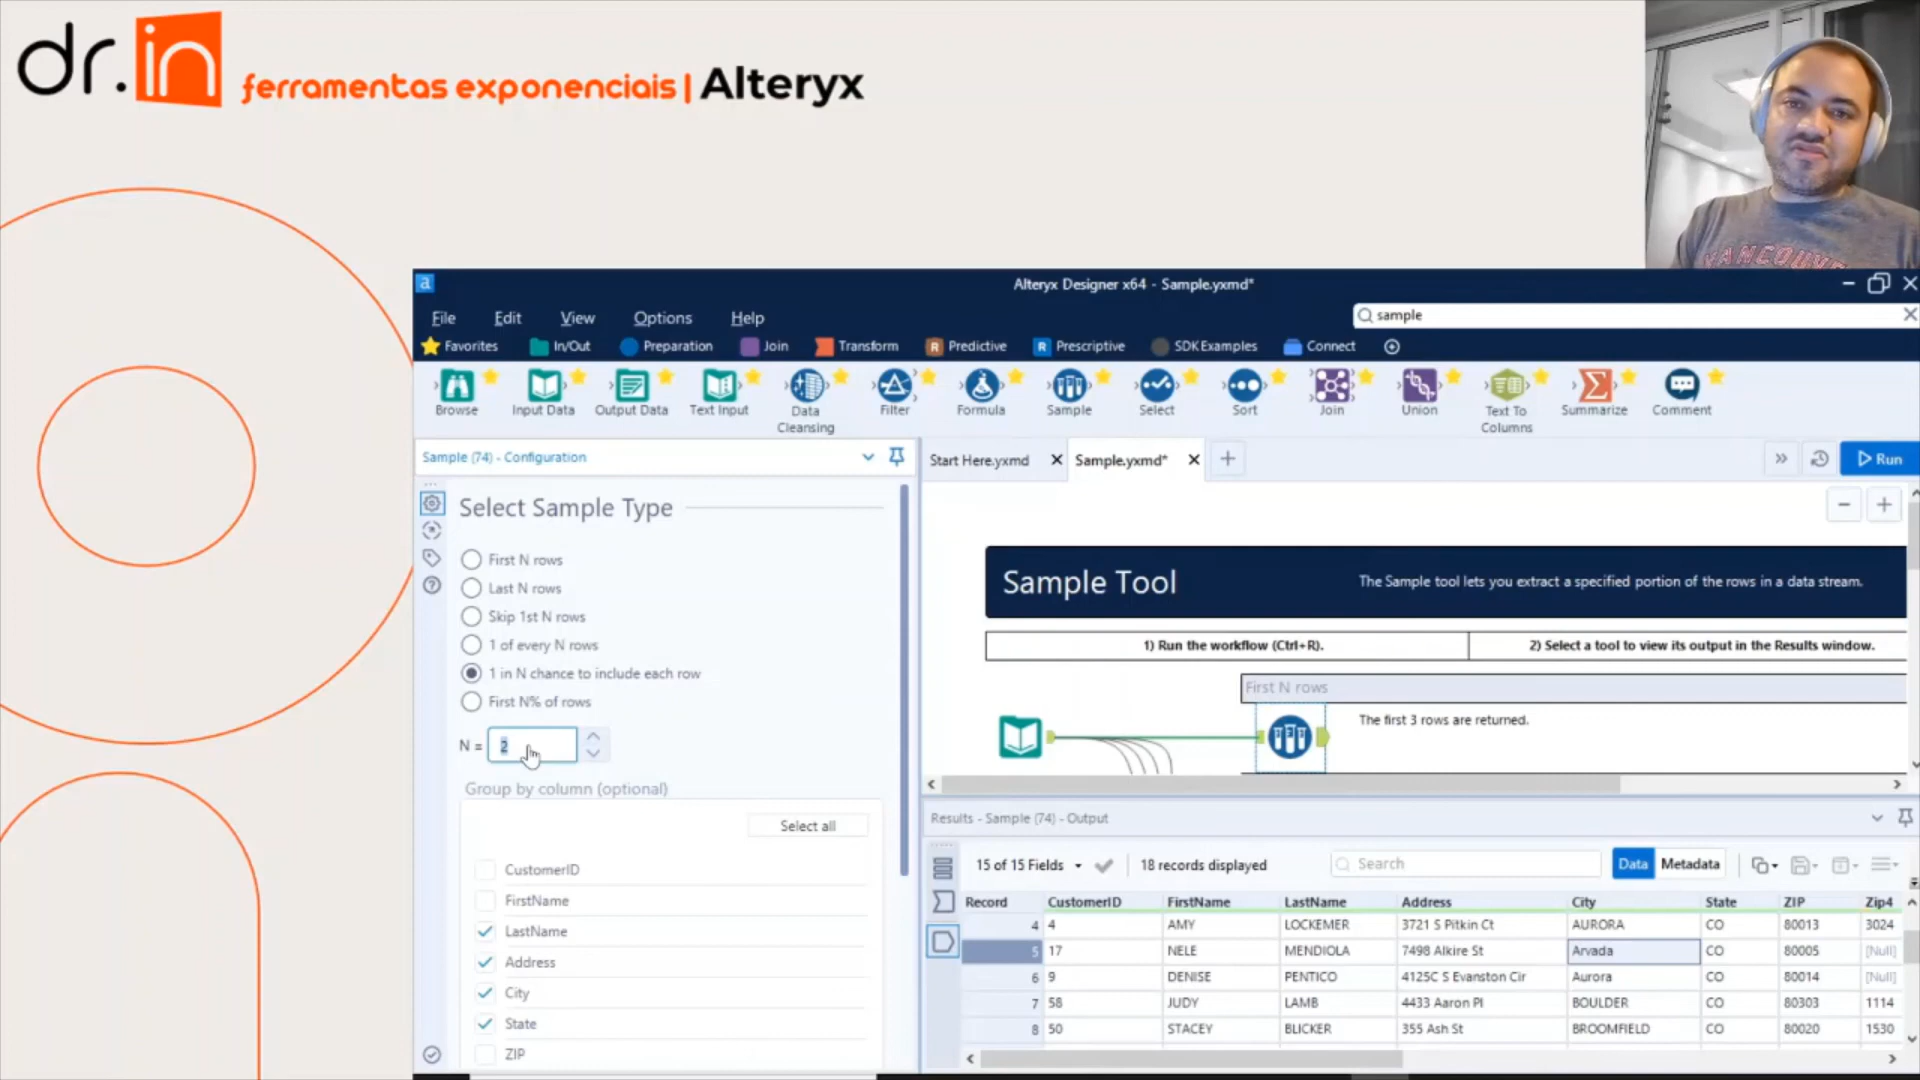 dr.in
ferramentas exponenciais | Alteryx
VANCOUVE
a
Alteryx Designer x64 - Sample.yxmd*
File Edit View Options Help
sample
Favorites In/Out Preparation Join Transform R Predictive R Prescriptive SDK Examples Connect
Browse Input Data Output Data Text Input Data Cleansing Filter Formula Sample Select Sort Join Union Text To Columns Summarize Comment
Sample (74) - Configuration
Start Here.yxmd
Sample.yxmd*
Run
Select Sample Type
First N rows
Last N rows
Skip 1st N rows
1 of every N rows
1 in N chance to include each row
First N% of rows
N = 2
Group by column (optional)
Select all
CustomerID
FirstName
LastName
Address
City
State
ZIP
Sample Tool
The Sample tool lets you extract a specified portion of the rows in a data stream.
1) Run the workflow (Ctrl+R).
2) Select a tool to view its output in the Results window.
First N rows
The first 3 rows are returned.
Results - Sample (74) - Output
15 of 15 Fields
18 records displayed
Search
Data
Metadata
Record CustomerID FirstName LastName Address City State ZIP Zip4
4 4 AMY LOCKEMER 3721 S Pitkin Ct AURORA CO 80013 3024
5 17 NELE MENDIOLA 7498 Alkire St Arvada CO 80005 [Null]
6 9 DENISE PENTICO 4125C S Evanston Cir Aurora CO 80014 [Null]
7 58 JUDY LAMB 4433 Aaron Pl BOULDER CO 80303 1114
8 50 STACEY BLICKER 355 Ash St BROOMFIELD CO 80020 1530